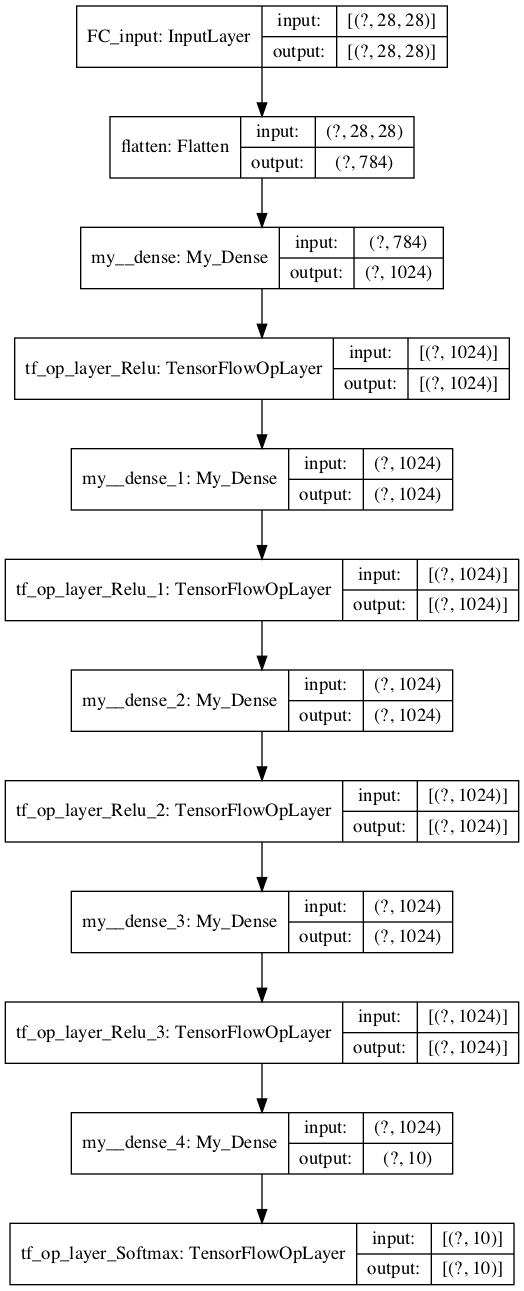 FC_input: InputLayer
input:
[(?, 28, 28)]
output:
[(?, 28, 28)]
flatten: Flatten
input:
(?, 28, 28)
output:
(?, 784)
my__dense: My_Dense
input:
(?, 784)
output:
(?, 1024)
tf_op_layer_Relu: TensorFlowOpLayer
input:
[(?, 1024)]
output:
[(?, 1024)]
my__dense_1: My_Dense
input:
(?, 1024)
output:
(?, 1024)
tf_op_layer_Relu_1: TensorFlowOpLayer
input:
[(?, 1024)]
output:
[(?, 1024)]
my__dense_2: My_Dense
input:
(?, 1024)
output:
(?, 1024)
tf_op_layer_Relu_2: TensorFlowOpLayer
input:
[(?, 1024)]
output:
[(?, 1024)]
my__dense_3: My_Dense
input:
(?, 1024)
output:
(?, 1024)
tf_op_layer_Relu_3: TensorFlowOpLayer
input:
[(?, 1024)]
output:
[(?, 1024)]
my__dense_4: My_Dense
input:
(?, 1024)
output:
(?, 10)
tf_op_layer_Softmax: TensorFlowOpLayer
input:
[(?, 10)]
output:
[(?, 10)]